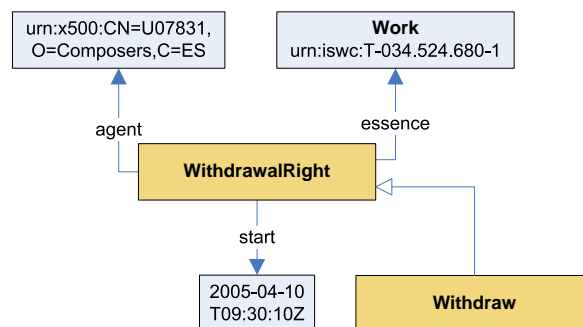 urn:x500:CN=U07831,
O=Composers,C=ES
Work
urn:iswc:T-034.524.680-1
agent
essence
WithdrawalRight
start
2005-04-10
T09:30:10Z
Withdraw